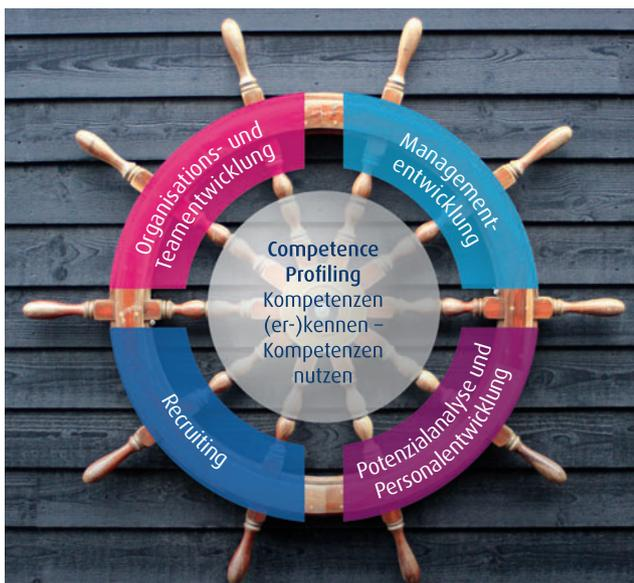 Organisations- und
Teamentwicklung
Management-
entwicklung
Competence
Profiling
Kompetenzen
(er-)kennen –
Kompetenzen
nutzen
Recruiting
Potenzialanalyse und
Personalentwicklung